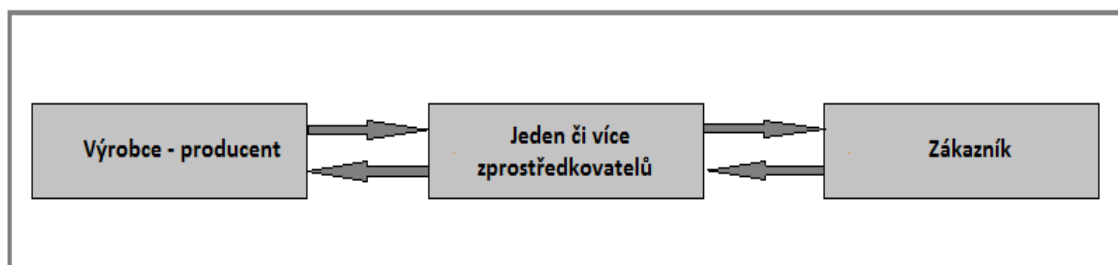 Výrobce - producent
Jeden či více
zprostředkovatelů
Zákazník